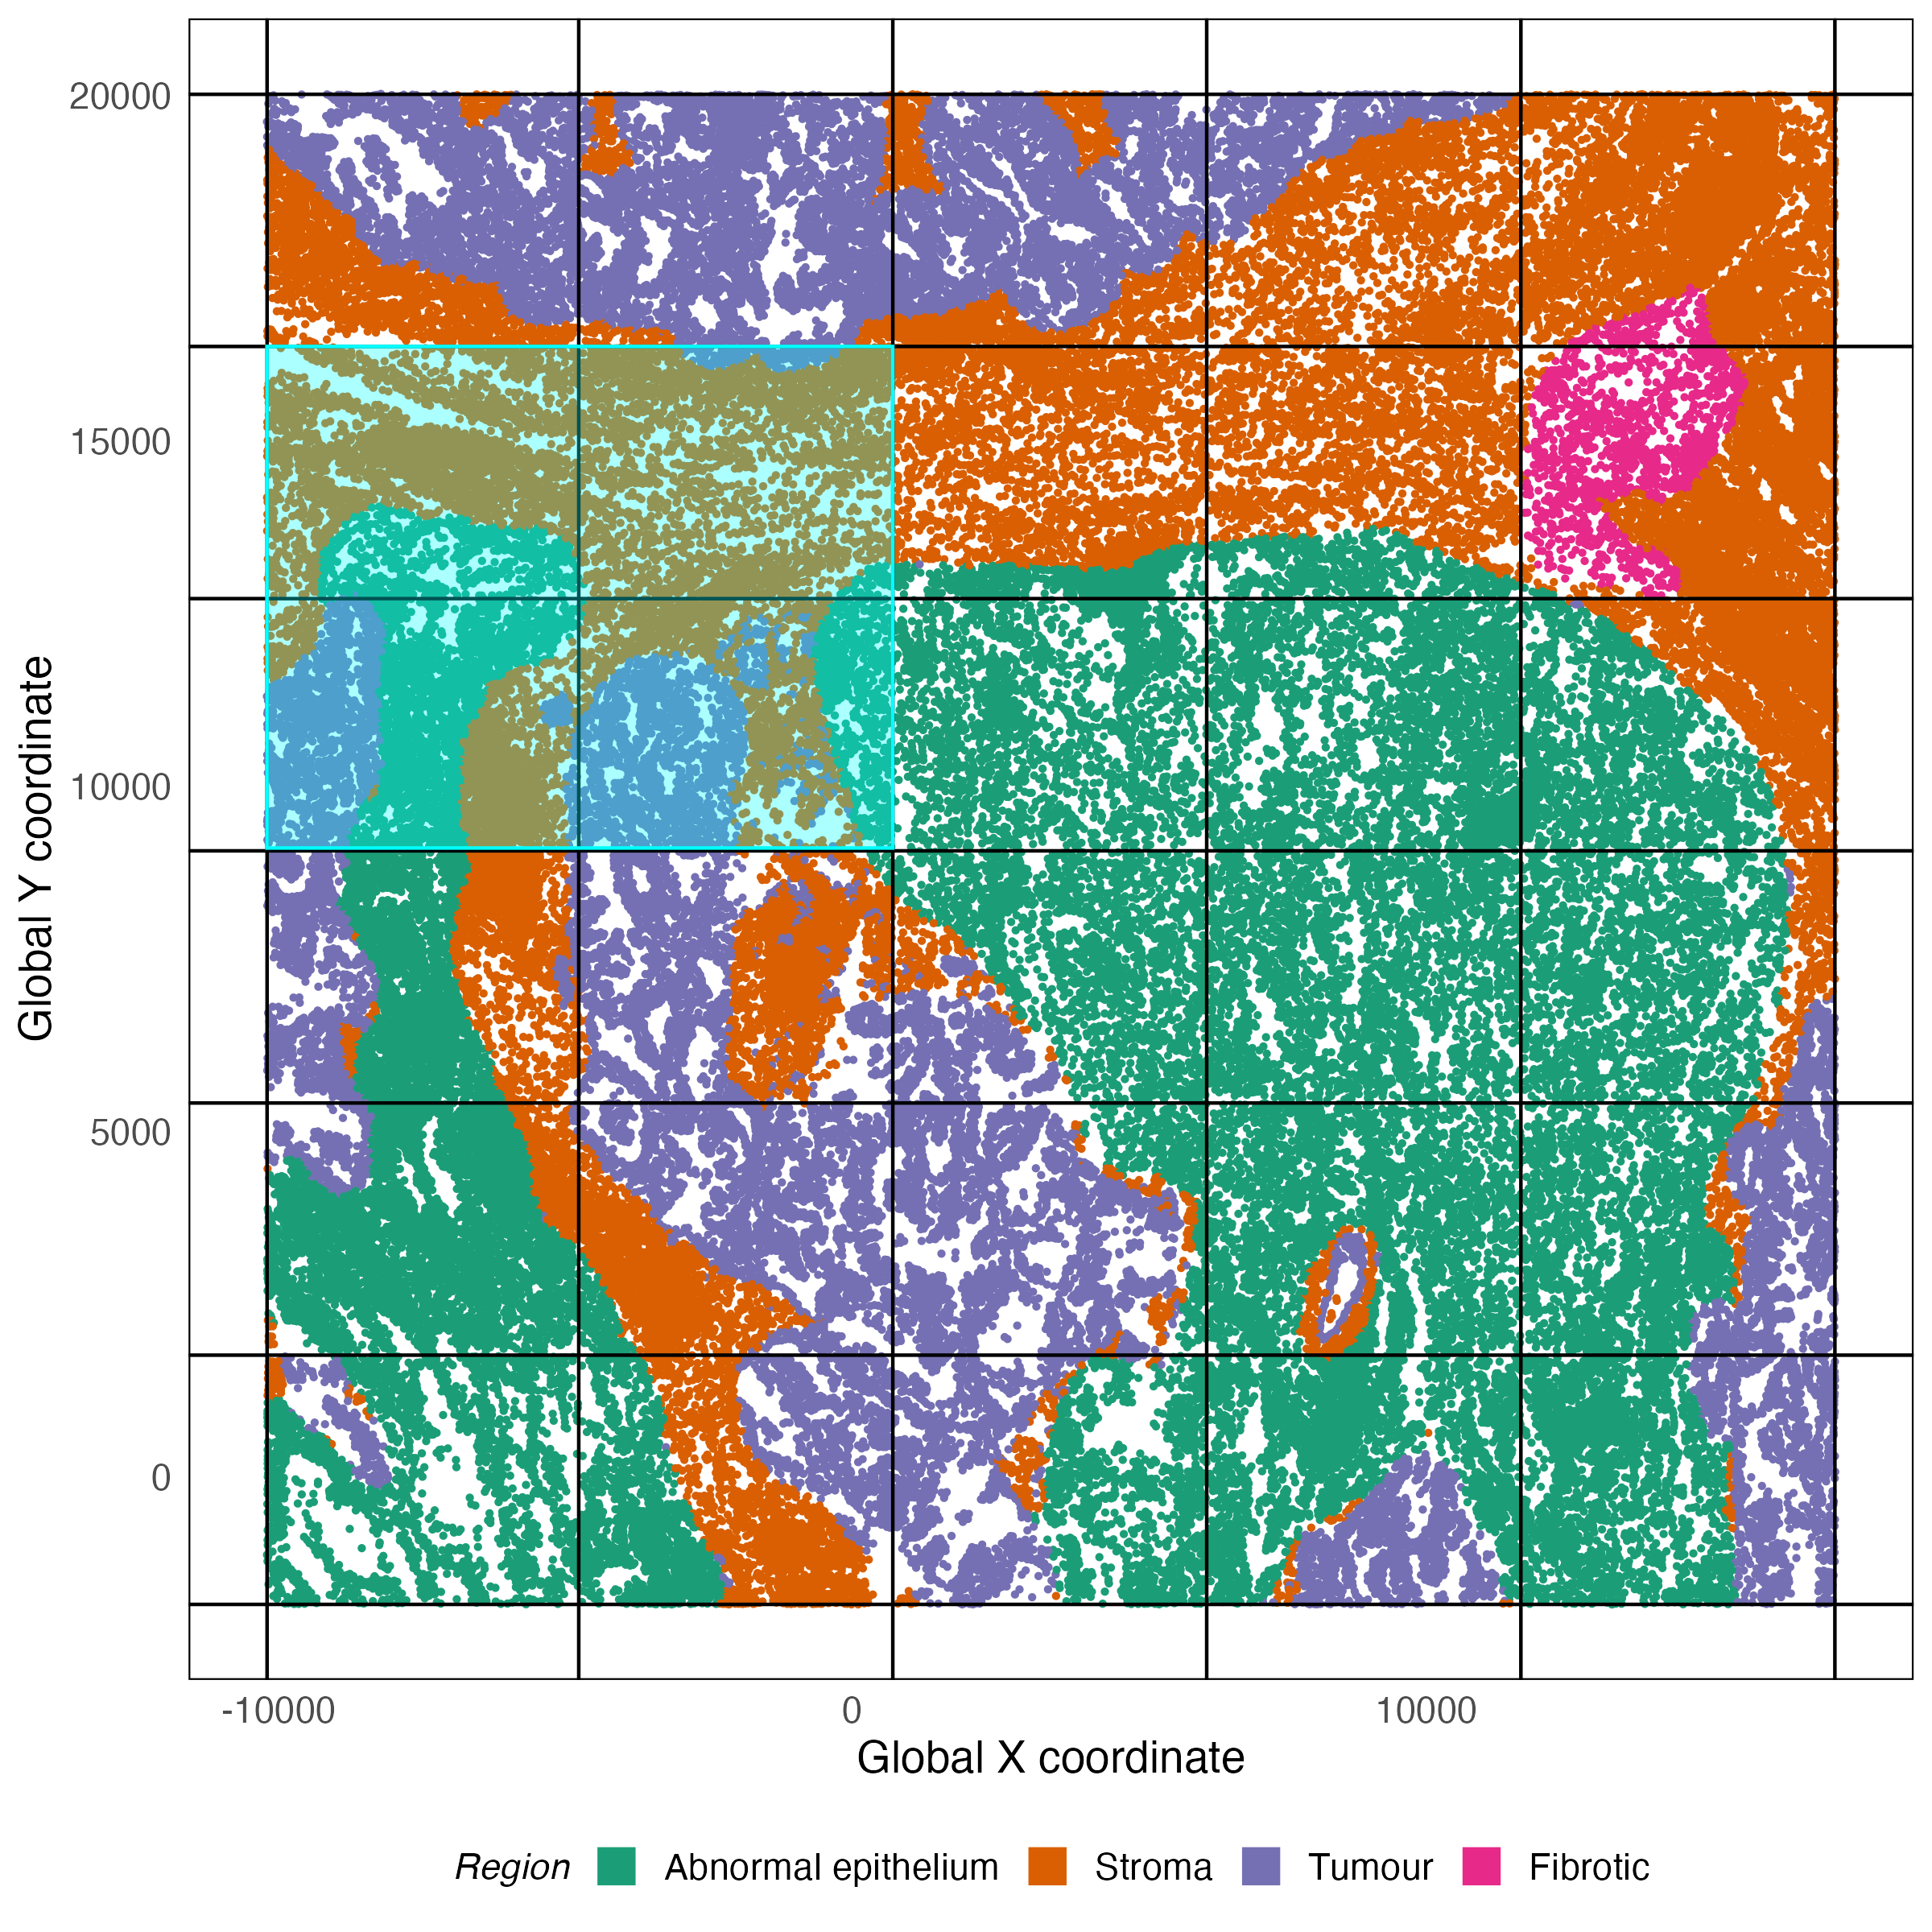 20000
15000
10000
5000
0
Global Y coordinate
-10000 0 10000
Global X coordinate
Region Abnormal epithelium Stroma Tumour Fibrotic